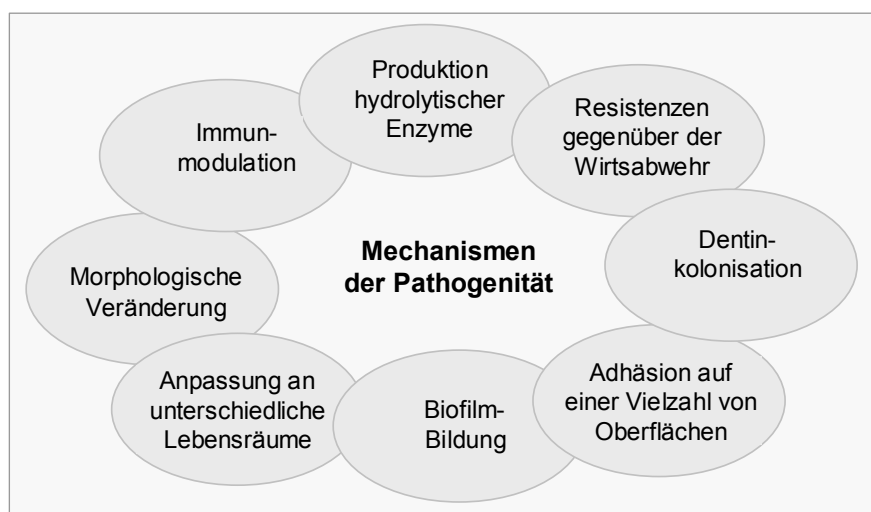 Produktion
hydrolytischer
Enzyme
Resistenzen
gegenüber der
Wirtsabwehr
Dentin-
kolonisation
Adhäsion auf
einer Vielzahl von
Oberflächen
Biofilm-
Bildung
Anpassung an
unterschiedliche
Lebensräume
Morphologische
Veränderung
Immun-
modulation
Mechanismen
der Pathogenität